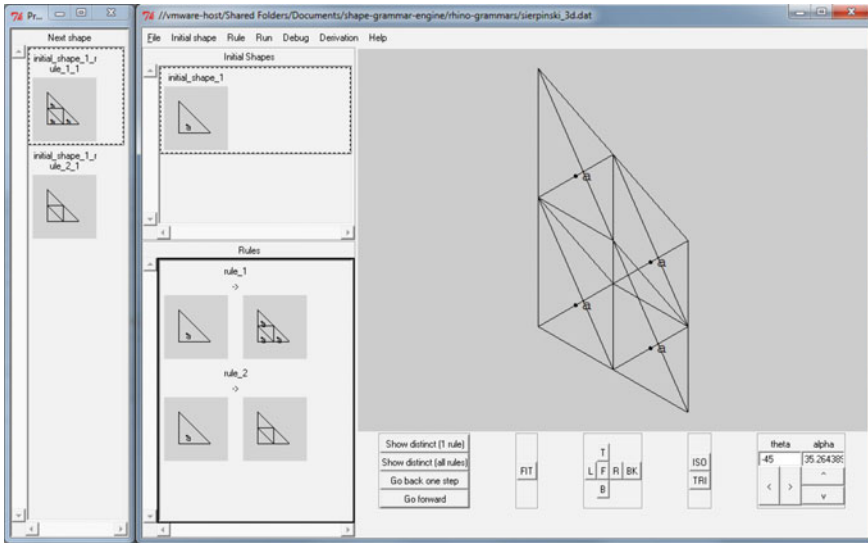 Pr...
Next shape
initial_shape_1_r
ule_1_1
initial_shape_1_r
ule_2_1
//vmware-host/Shared Folders/Documents/shape-grammar-engine/rhino-grammars/sierpinski_3d.dat
File Initial shape Rule Run Debug Derivation Help
Initial Shapes
initial_shape_1
Rules
rule_1
->
rule_2
->
a
a
a
a
Show distinct (1 rule)
Show distinct (all rules)
Go back one step
Go forward
FIT
T
L F R BK
B
ISO
TRI
theta alpha
-45 35.264389
< > ^
v